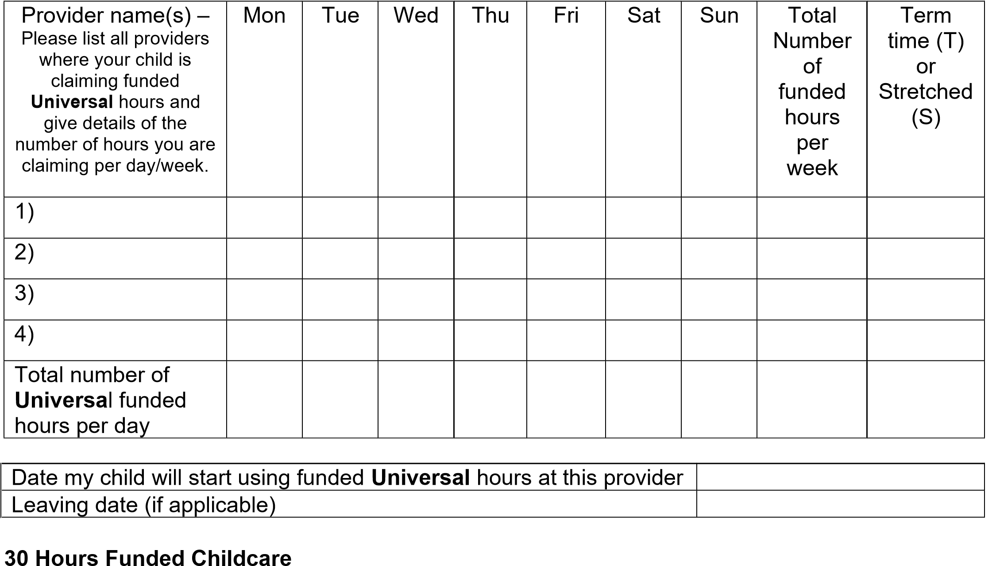 Provider name(s) –
Please list all providers
where your child is
claiming funded
Universal hours and
give details of the
number of hours you are
claiming per day/week.
Mon
Tue
Wed
Thu
Fri
Sat
Sun
Total
Number
of
funded
hours
per
week
Term
time (T)
or
Stretched
(S)
1)
2)
3)
4)
Total number of
Universal funded
hours per day
Date my child will start using funded Universal hours at this provider
Leaving date (if applicable)
30 Hours Funded Childcare